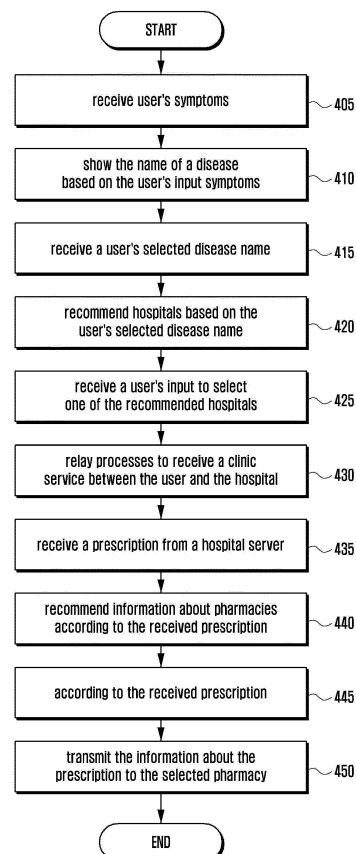 START
receive user's symptoms
405
show the name of a disease
based on the user's input symptoms
410
receive a user's selected disease name
415
recommend hospitals based on the
user's selected disease name
420
receive a user's input to select
one of the recommended hospitals
425
relay processes to receive a clinic
service between the user and the hospital
430
receive a prescription from a hospital server
435
recommend information about pharmacies
according to the received prescription
440
according to the received prescription
445
transmit the information about the
prescription to the selected pharmacy
450
END